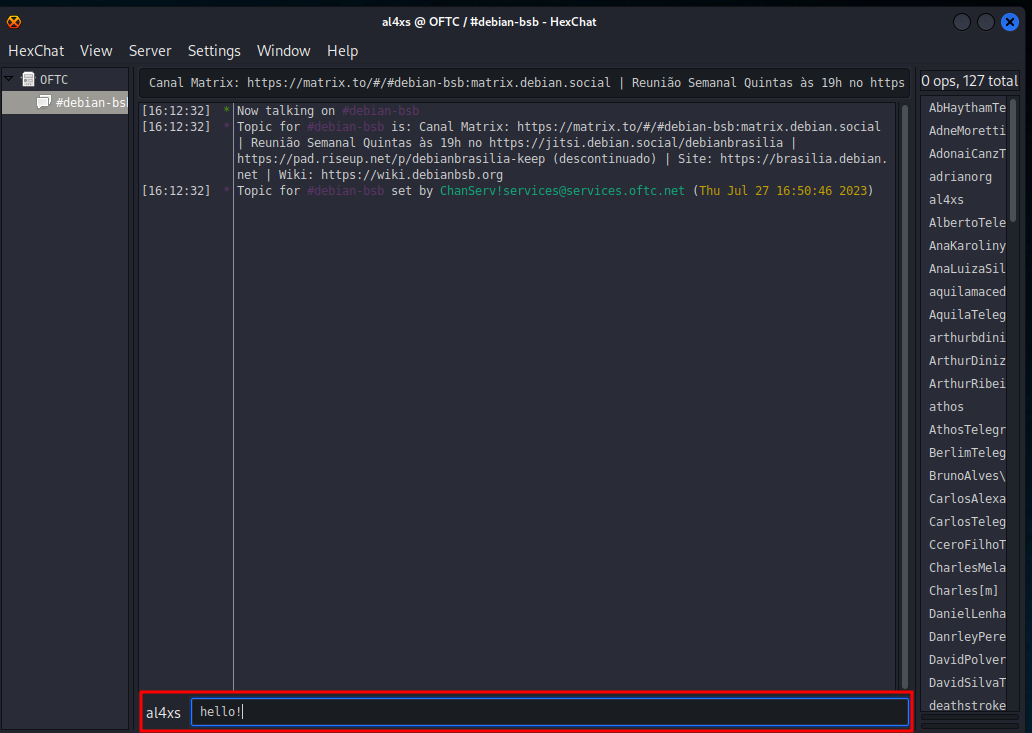 al4xs @ OFTC / #debian-bsb - HexChat
HexChat View Server Settings Window Help
OFTC
#debian-bsl
Canal Matrix: https://matrix.to/#/#debian-bsb:matrix.debian.social | Reunião Semanal Quintas às 19h no https
0 ops, 127 total
[16:12:32] * Now talking on #debian-bsb
[16:12:32] * Topic for #debian-bsb is: Canal Matrix: https://matrix.to/#/#debian-bsb:matrix.debian.social
| Reunião Semanal Quintas às 19h no https://jitsi.debian.social/debianbrasilia |
https://pad.riseup.net/p/debianbrasilia-keep (descontinuado) | Site: https://brasilia.debian.
net | Wiki: https://wiki.debianbsb.org
[16:12:32] * Topic for #debian-bsb set by ChanServ!services@services.oftc.net (Thu Jul 27 16:50:46 2023)
AbHaythamTe
AdneMoretti
AdonaiCanzT
adrianorg
al4xs
AlbertoTele
AnaKaroliny
AnaLuizaSil
aquilamaced
AquilaTeleg
arthurbdini
ArthurDiniz
ArthurRibei
athos
AthosTelegr
BerlimTeleg
BrunoAlves\
CarlosAlexa
CarlosTeleg
CceroFilhoT
CharlesMela
Charles[m]
DanielLenha
DanrleyPere
DavidPolver
DavidSilvaT
deathstroke
al4xs hello!